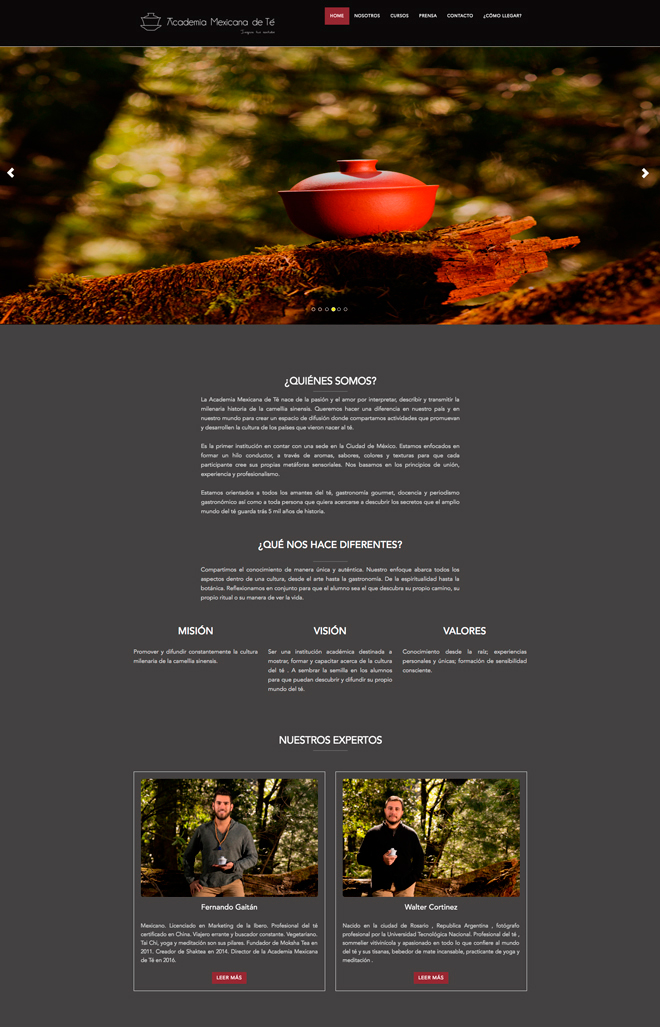 Academia Mexicana de Té
HOME NOSOTROS CURSOS PRENSA CONTACTO ¿CÓMO LLEGAR?
¿QUIÉNES SOMOS?
La Academia Mexicana de Té nace de la pasión y el amor por interpretar, describir y transmitir la
milenaria historia de la camellia sinensis. Queremos hacer una diferencia en nuestro país y en
nuestro mundo para crear un espacio de difusión donde compartamos actividades que promuevan
y desarrollen la cultura de los países que vieron nacer al té.
Es la primer institución en contar con una sede en la Ciudad de México. Estamos enfocados en
formar un hilo conductor, a través de aromas, sabores, colores y texturas para que cada
participante cree sus propias metáforas sensoriales. Nos basamos en los principios de unión,
experiencia y profesionalismo.
Estamos orientados a todos los amantes del té, gastronomía gourmet, docencia y periodismo
gastronómico así como a toda persona que quiera acercarse a descubrir los secretos que el amplio
mundo del té guarda trás 5 mil años de historia.
¿QUÉ NOS HACE DIFERENTES?
Compartimos el conocimiento de manera única y auténtica. Nuestro enfoque abarca todos los
aspectos dentro de una cultura, desde el arte hasta la gastronomía. De la espiritualidad hasta la
botánica. Reflexionamos en conjunto para que el alumno sea el que descubra su propio camino, su
propio ritual o su manera de ver la vida.
MISIÓN
Promover y difundir constantemente la cultura
milenaria de la camellia sinensis.
VISIÓN
Ser una institución académica destinada a
mostrar, formar y capacitar acerca de la cultura
del té . A sembrar la semilla en los alumnos
para que puedan descubrir y difundir su propio
mundo del té.
VALORES
Conocimiento desde la raíz; experiencias
personales y únicas; formación de sensibilidad
consciente.
NUESTROS EXPERTOS
Fernando Gaitán
Mexicano. Licenciado en Marketing de la Ibero. Profesional del té
certificado en China. Viajero errante y buscador constante. Vegetariano.
Tai Chi, yoga y meditación son sus pilares. Fundador de Moksha Tea en
2011. Creador de Shaktea en 2014. Director de la Academia Mexicana
de Té en 2016.
LEER MÁS
Walter Cortinez
Nacido en la ciudad de Rosario , Republica Argentina , fotógrafo
profesional por la Universidad Tecnológica Nacional. Profesional del té ,
sommelier vitivinícola y apasionado en todo lo que confiere al mundo
del té y sus tisanas, bebedor de mate incansable, practicante de yoga y
meditación .
LEER MÁS